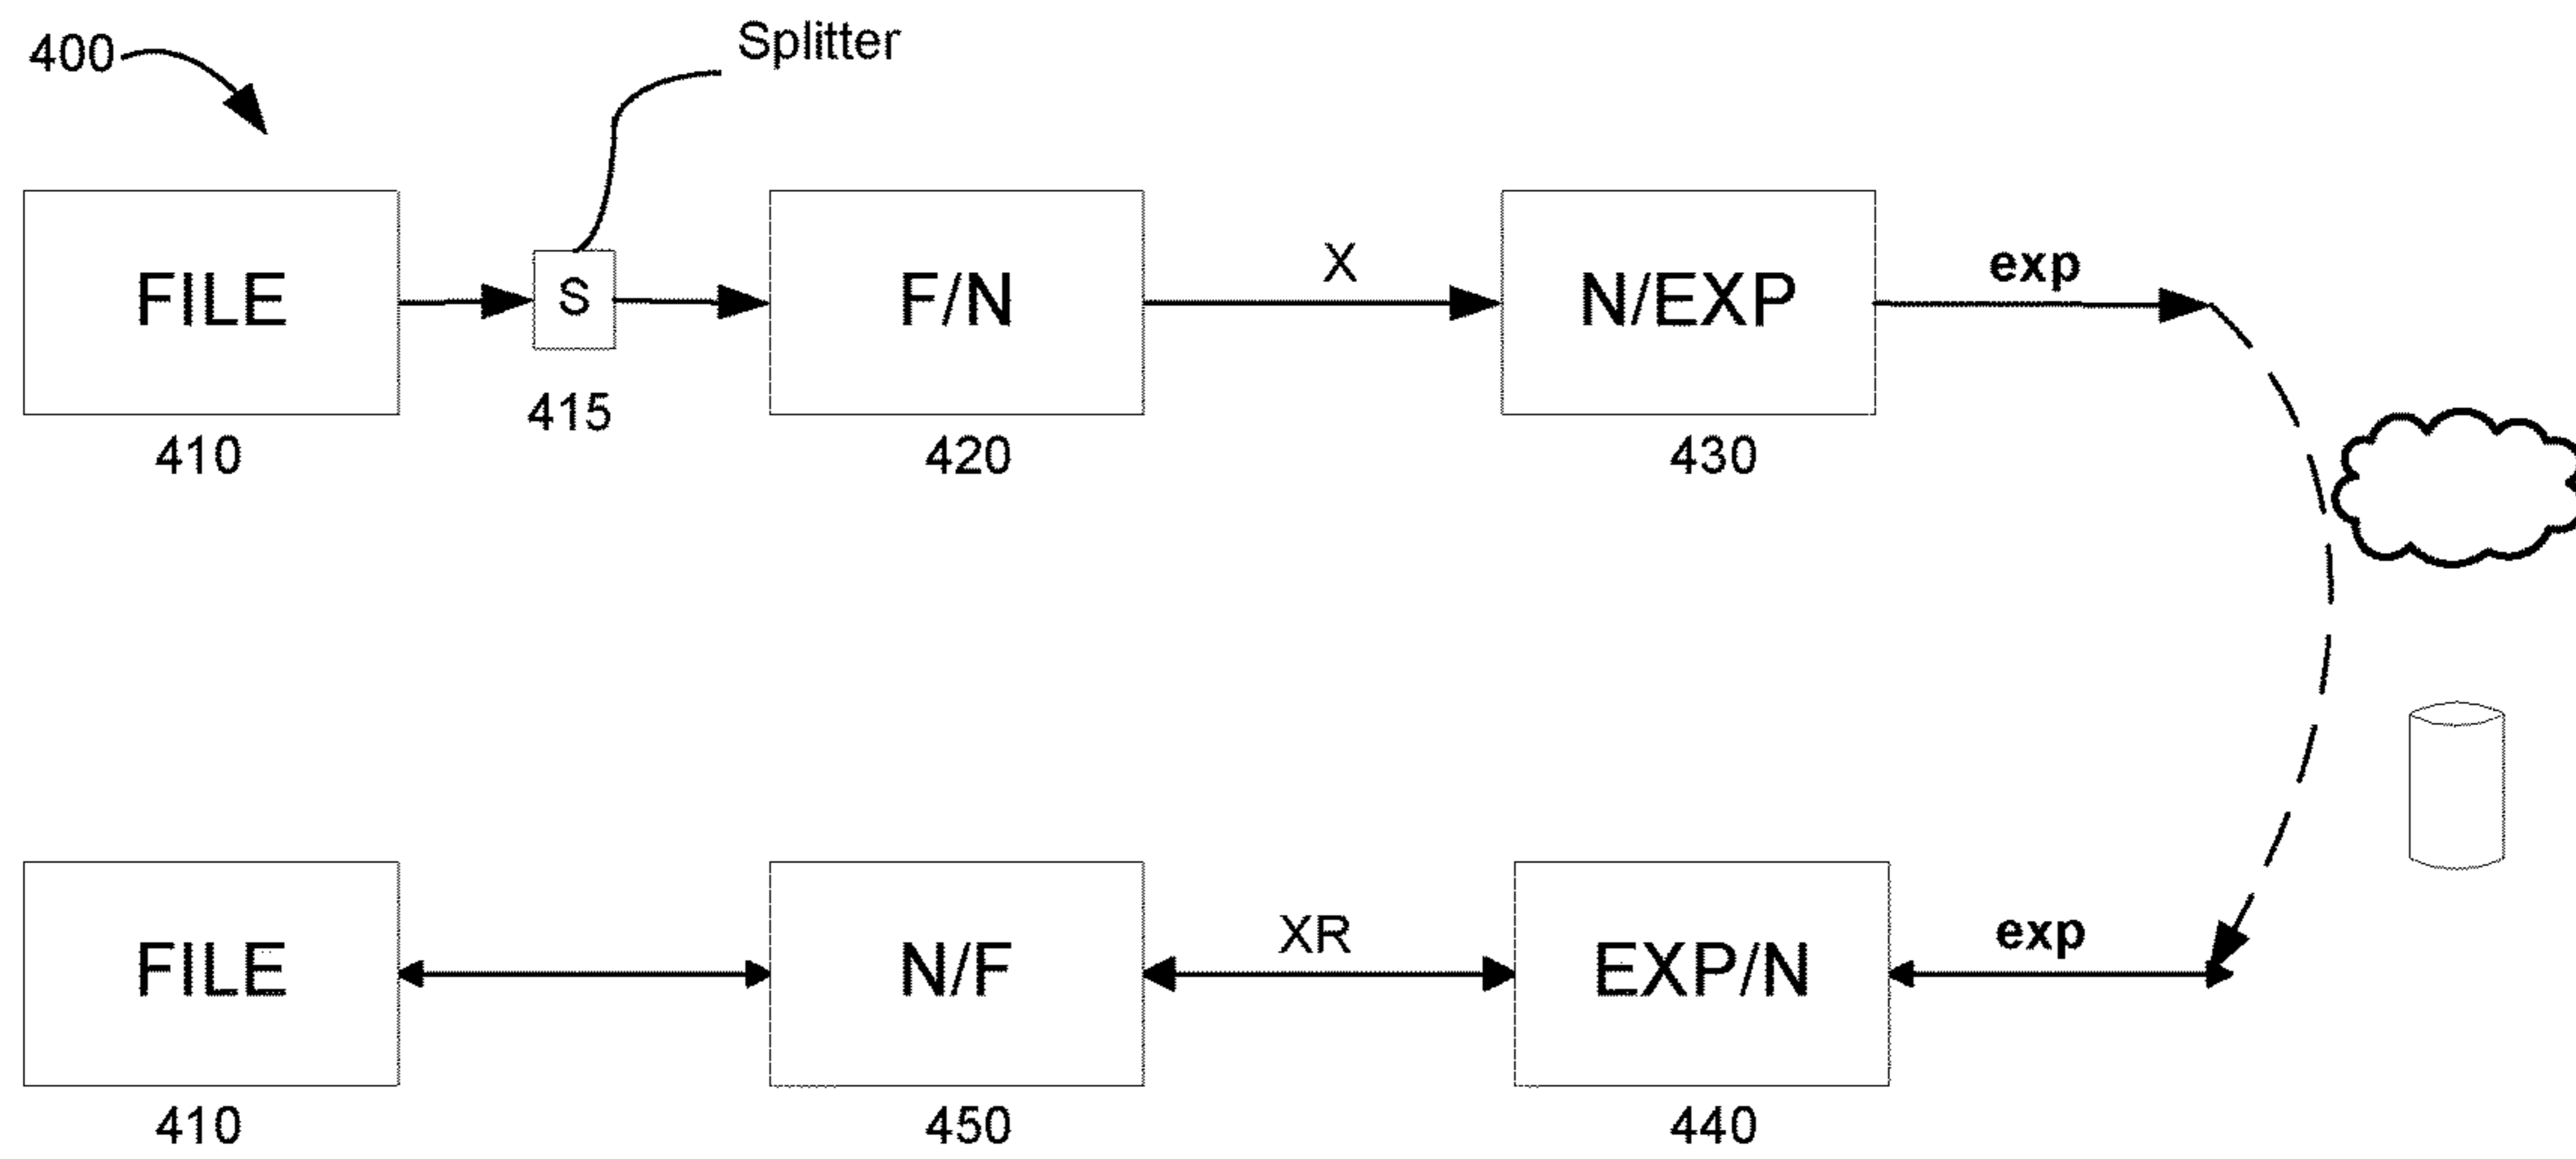 400
Splitter
FILE
S
F/N
X
N/EXP
exp
410
415
420
430
FILE
N/F
XR
EXP/N
exp
410
450
440